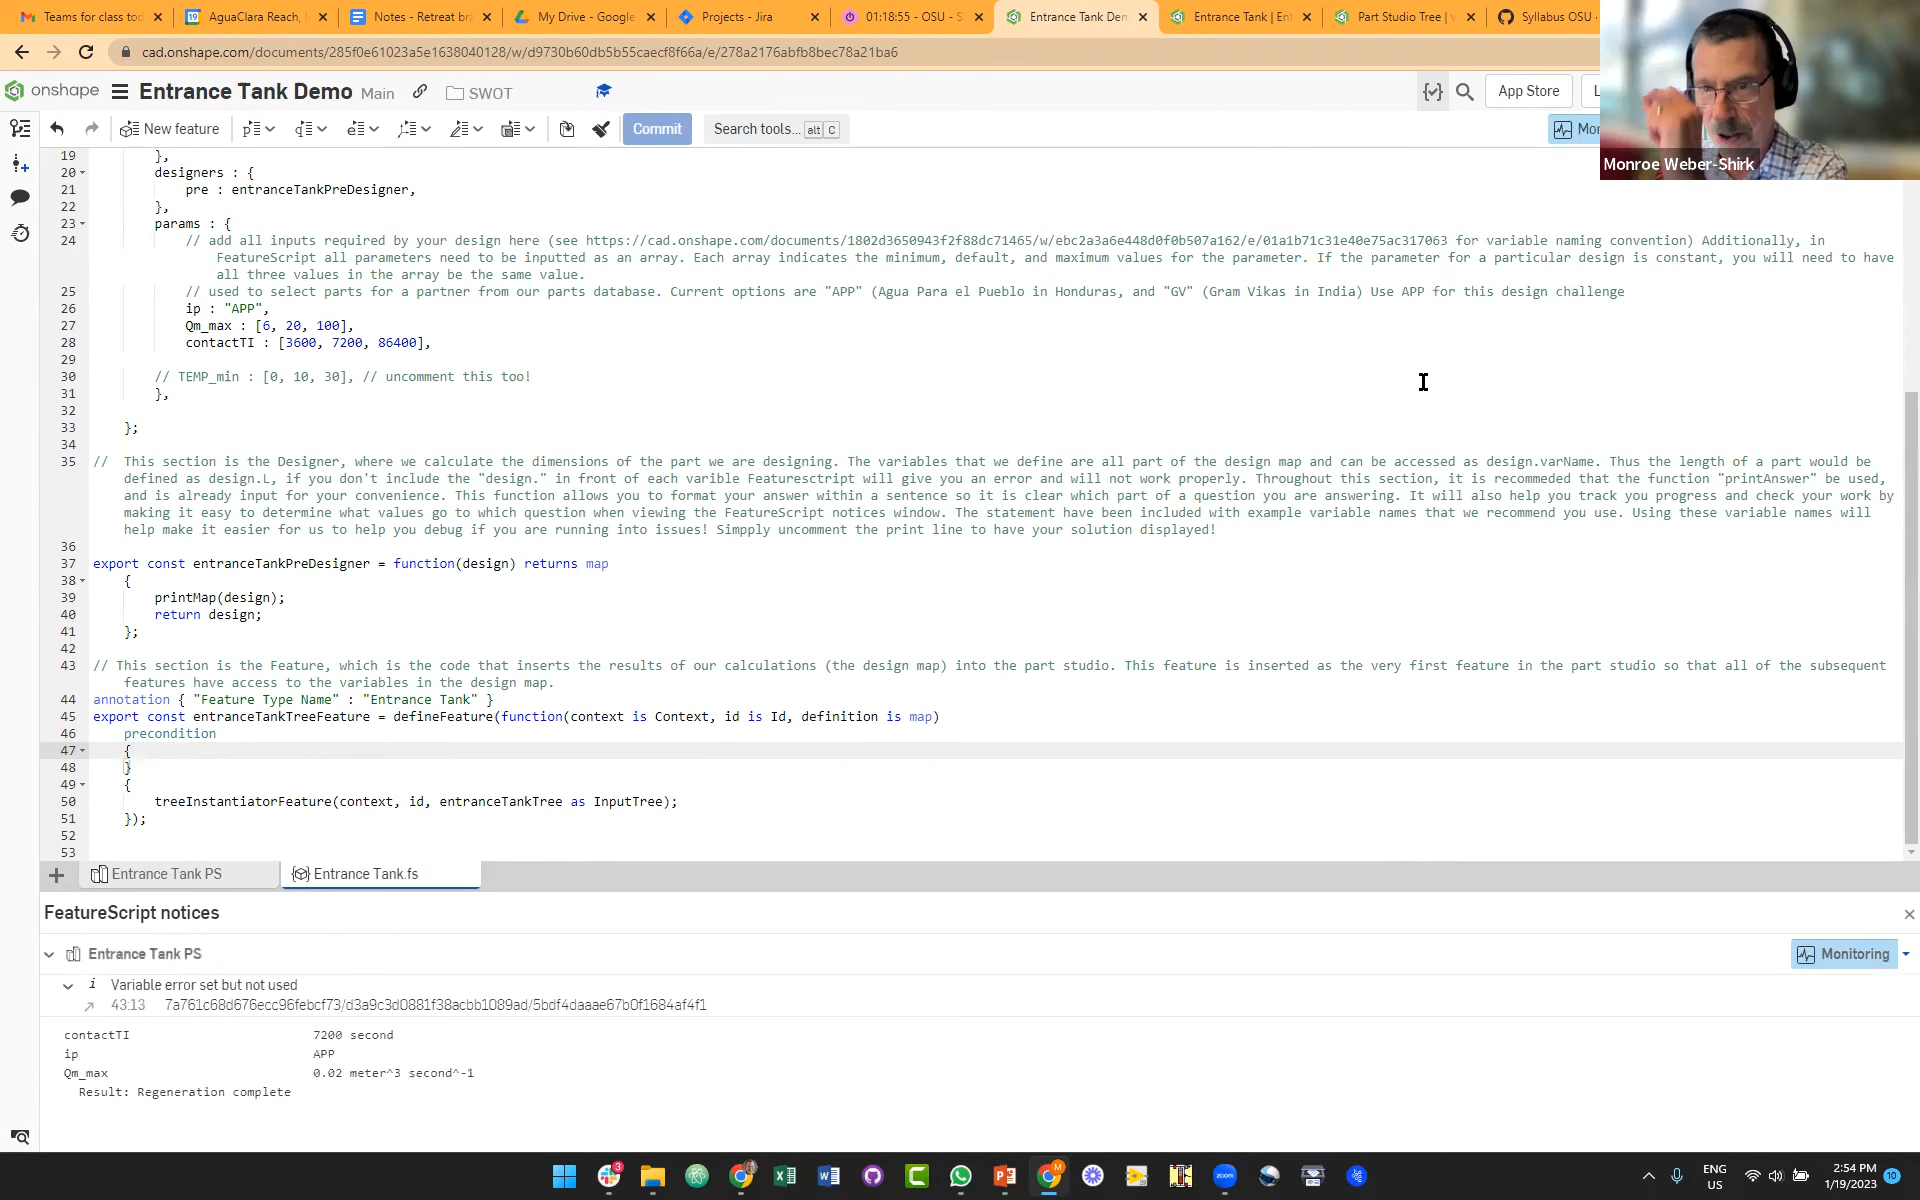 Teams for class tod
AguaClara Reach,
Notes - Retreat bra
My Drive - Google
Projects - Jira
01:18:55 - OSU - S
Entrance Tank Dem
Entrance Tank | Ent
Part Studio Tree | v
Syllabus OSU
cad.onshape.com/documents/285f0e61023a5e1638040128/w/d9730b60db5b55caecf8f66a/e/278a2176abfb8bec78a21ba6
onshape
Entrance Tank Demo Main SWOT
App Store
New feature
Commit
Search tools... alt C
Mon
Monroe Weber-Shirk
19 },
20 designers : {
21 pre : entranceTankPreDesigner,
22 },
23 params : {
24 // add all inputs required by your design here (see https://cad.onshape.com/documents/1802d3650943f2f88dc71465/w/ebc2a3a6e448d0f0b507a162/e/01a1b71c31e40e75ac317063 for variable naming convention) Additionally, in
FeatureScript all parameters need to be inputted as an array. Each array indicates the minimum, default, and maximum values for the parameter. If the parameter for a particular design is constant, you will need to have
all three values in the array be the same value.
25 // used to select parts for a partner from our parts database. Current options are "APP" (Agua Para el Pueblo in Honduras, and "GV" (Gram Vikas in India) Use APP for this design challenge
26 ip : "APP",
27 Qm_max : [6, 20, 100],
28 contactTI : [3600, 7200, 86400],
29
30 // TEMP_min : [0, 10, 30], // uncomment this too!
31 },
32
33 };
34
35 // This section is the Designer, where we calculate the dimensions of the part we are designing. The variables that we define are all part of the design map and can be accessed as design.varName. Thus the length of a part would be
defined as design.L, if you don't include the "design." in front of each varible Featuresctript will give you an error and will not work properly. Throughout this section, it is recommeded that the function "printAnswer" be used,
and is already input for your convenience. This function allows you to format your answer within a sentence so it is clear which part of a question you are answering. It will also help you track you progress and check your work by
making it easy to determine what values go to which question when viewing the FeatureScript notices window. The statement have been included with example variable names that we recommend you use. Using these variable names will
help make it easier for us to help you debug if you are running into issues! Simpply uncomment the print line to have your solution displayed!
36
37 export const entranceTankPreDesigner = function(design) returns map
38 {
39 printMap(design);
40 return design;
41 };
42
43 // This section is the Feature, which is the code that inserts the results of our calculations (the design map) into the part studio. This feature is inserted as the very first feature in the part studio so that all of the subsequent
features have access to the variables in the design map.
44 annotation { "Feature Type Name" : "Entrance Tank" }
45 export const entranceTankTreeFeature = defineFeature(function(context is Context, id is Id, definition is map)
46 precondition
47 {
48 }
49 {
50 treeInstantiatorFeature(context, id, entranceTankTree as InputTree);
51 });
52
53
Entrance Tank PS
Entrance Tank.fs
FeatureScript notices
Entrance Tank PS
Monitoring
Variable error set but not used
43:13 7a761c68d676ecc96febcf73/d3a9c3d0881f38acbb1089ad/5bdf4daaae67b0f1684af4f1
contactTI 7200 second
ip APP
Qm_max 0.02 meter^3 second^-1
Result: Regeneration complete
ENG
US
2:54 PM
1/19/2023